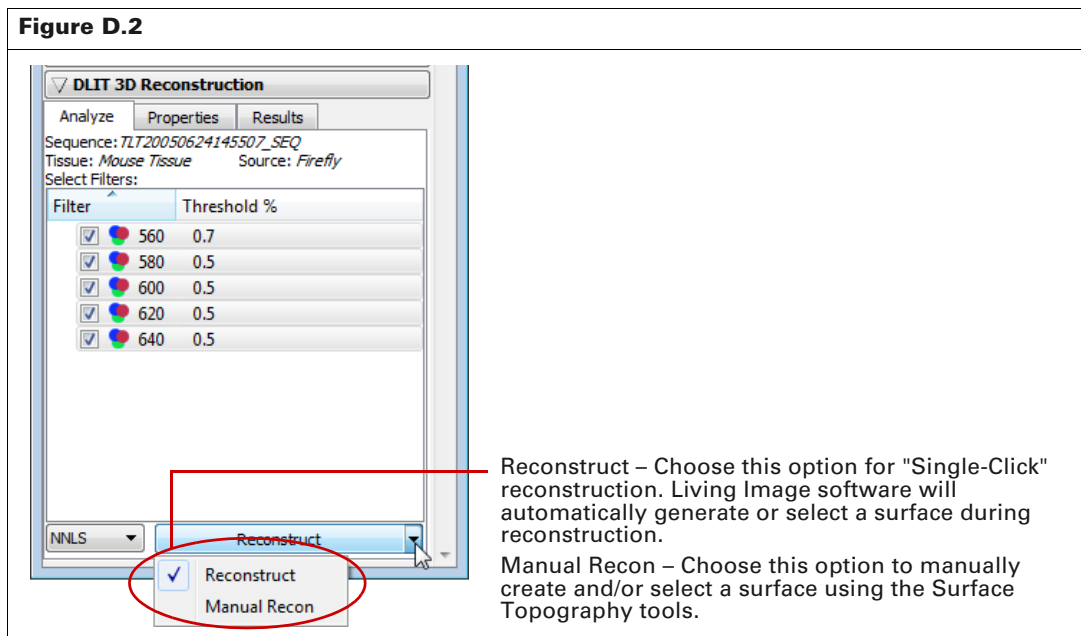 Figure D.2
DLIT 3D Reconstruction
Analyze Properties Results
Sequence: TLT20050624145507_SEQ
Tissue: Mouse Tissue Source: Firefly
Select Filters:
Filter Threshold %
560 0.7
580 0.5
600 0.5
620 0.5
640 0.5
NNLS Reconstruct
Reconstruct
Manual Recon
Reconstruct – Choose this option for "Single-Click"
reconstruction. Living Image software will
automatically generate or select a surface during
reconstruction.
Manual Recon – Choose this option to manually
create and/or select a surface using the Surface
Topography tools.